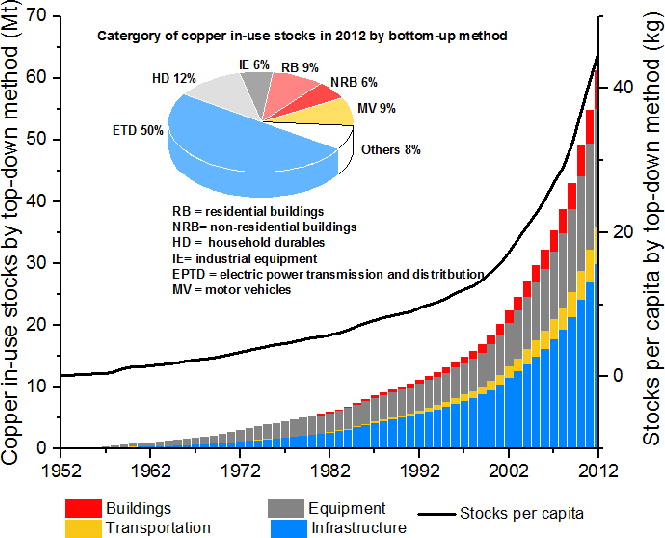 Catergory of copper in-use stocks in 2012 by bottom-up method
IE 6%
RB 9%
HD 12%
NRB 6%
MV 9%
ETD 50%
Others 8%
RB = residential buildings
NRB= non-residential buildings
HD = household durables
IE= industrial equipment
EPTD = electric power transmission and distritbution
MV = motor vehicles
Copper in-use stocks by top-down method (Mt)
70
60
50
40
30
20
10
0
Stocks per capita by top-down method (kg)
40
20
0
1952
1962
1972
1982
1992
2002
2012
Buildings
Equipment
Stocks per capita
Transportation
Infrastructure